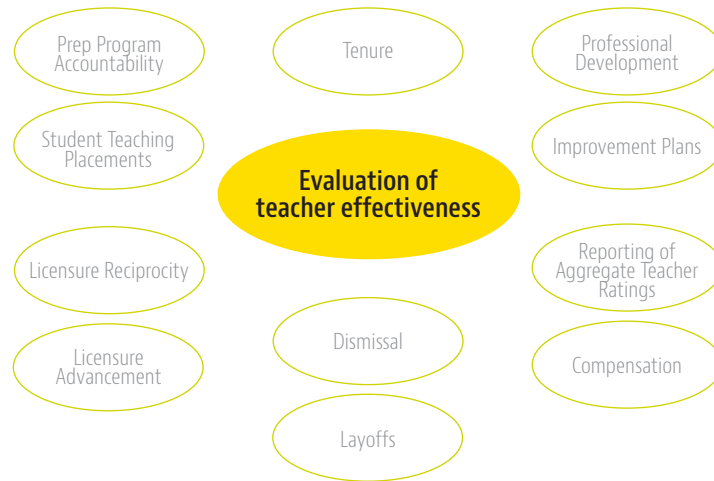 Prep Program
Accountability
Tenure
Professional
Development
Student Teaching
Placements
Improvement Plans
Evaluation of
teacher effectiveness
Licensure Reciprocity
Reporting of
Aggregate Teacher
Ratings
Dismissal
Licensure
Advancement
Compensation
Layoffs